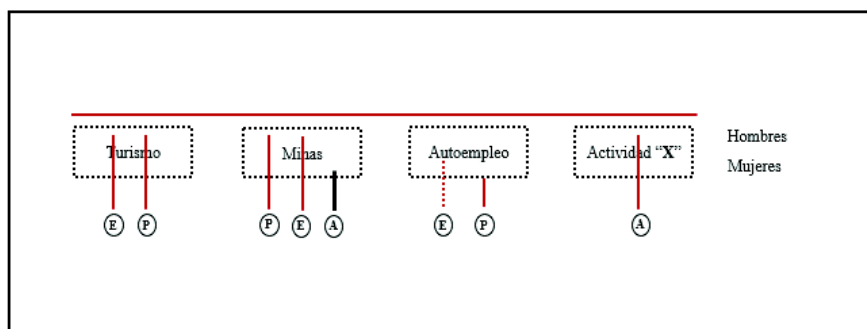 Hombres
Turismo Minas Autoempleo Actividad “X”
Mujeres
E P P E A E P A